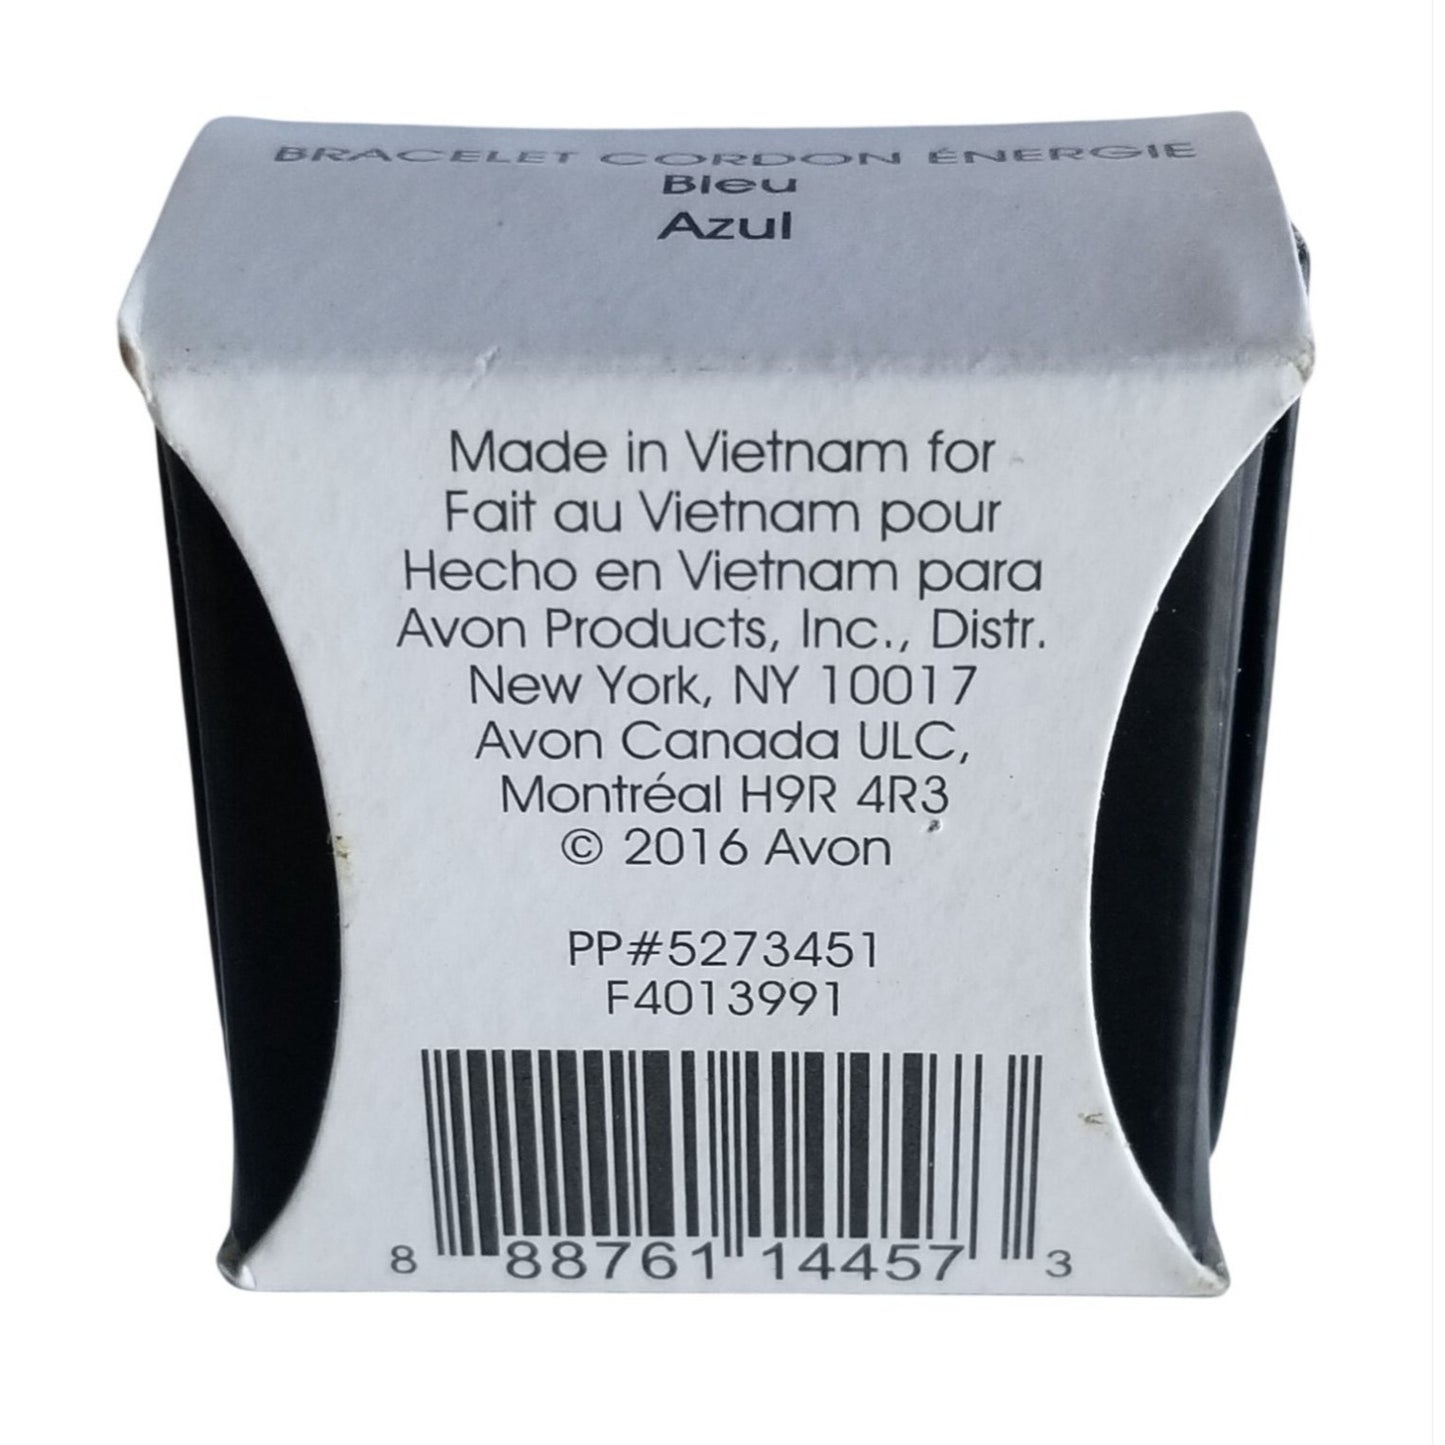 BRACELET CORDON ÉNERGIE
Bleu
Azul
Made in Vietnam for
Fait au Vietnam pour
Hecho en Vietnam para
Avon Products, Inc., Distr.
New York, NY 10017
Avon Canada ULC,
Montréal H9R 4R3
© 2016 Avon
PP#5273451
F4013991
8 88761 14457 3